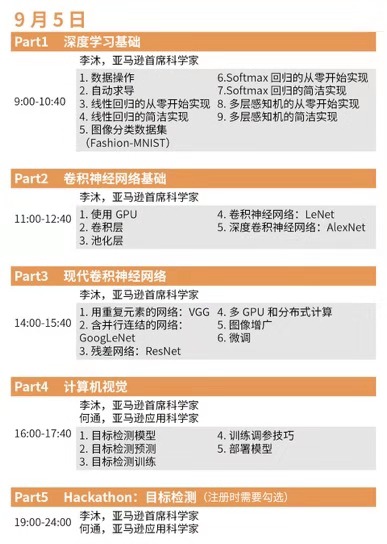 9 月 5 日
Part1 深度学习基础
李沐，亚马逊首席科学家
9:00-10:40
1. 数据操作
2. 自动求导
3. 线性回归的从零开始实现
4. 线性回归的简洁实现
5. 图像分类数据集
（Fashion-MNIST）
6.Softmax 回归的从零开始实现
7.Softmax 回归的简洁实现
8. 多层感知机的从零开始实现
9. 多层感知机的简洁实现
Part2 卷积神经网络基础
李沐，亚马逊首席科学家
11:00-12:40
1. 使用 GPU
2. 卷积层
3. 池化层
4. 卷积神经网络：LeNet
5. 深度卷积神经网络：AlexNet
Part3 现代卷积神经网络
李沐，亚马逊首席科学家
14:00-15:40
1. 用重复元素的网络：VGG
2. 含并行连结的网络：
GoogLeNet
3. 残差网络：ResNet
4. 多 GPU 和分布式计算
5. 图像增广
6. 微调
Part4 计算机视觉
李沐，亚马逊首席科学家
何通，亚马逊应用科学家
16:00-17:40
1. 目标检测模型
2. 目标检测预测
3. 目标检测训练
4. 训练调参技巧
5. 部署模型
Part5 Hackathon：目标检测（注册时需要勾选）
19:00-24:00
李沐，亚马逊首席科学家
何通，亚马逊应用科学家